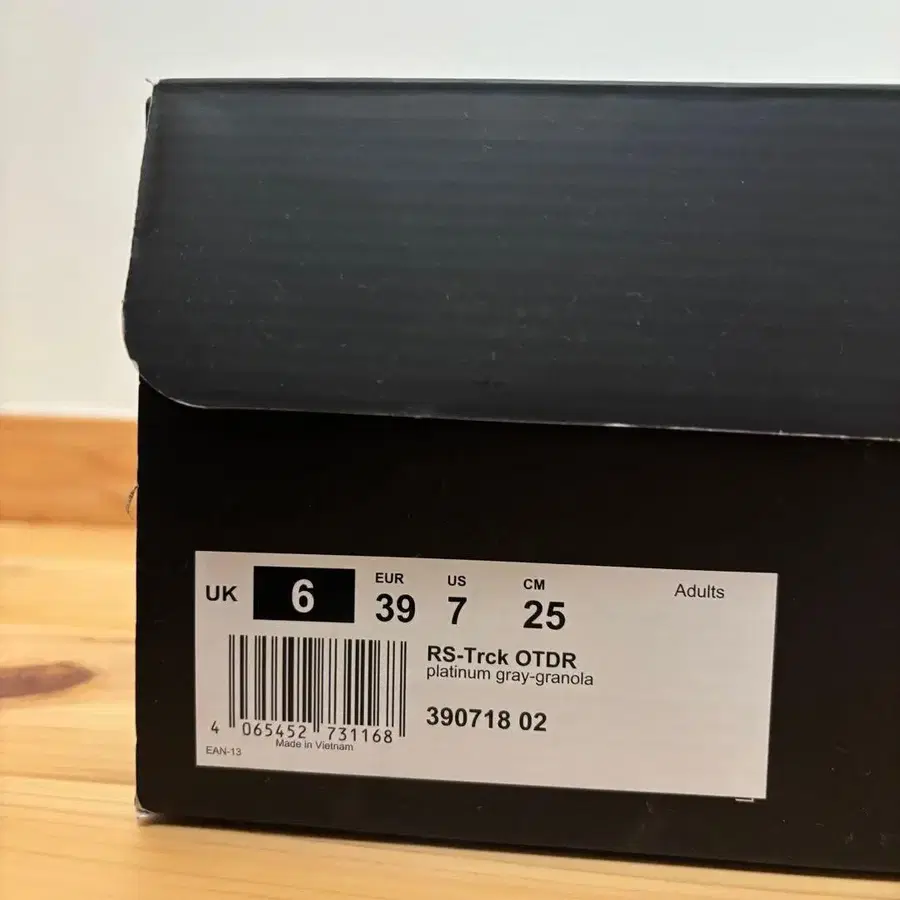 UK 6 EUR 39 US 7 CM 25 Adults
RS-Trck OTDR
platinum gray-granola
390718 02
4 065452 731168
Made in Vietnam
EAN-13